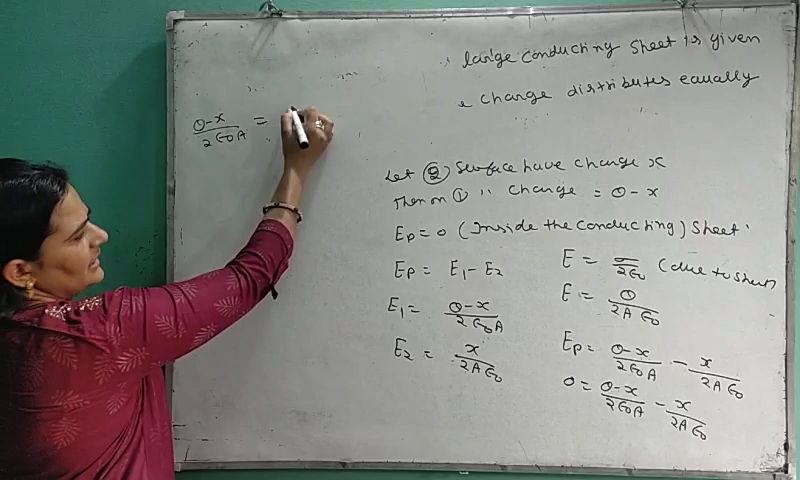 large conducting sheet is given
e charge distributes equally
Q-x / 2ε0A =
Let ② Surface have charge x
Then on ① '' charge = Q-x
Ep=0 (Inside the conducting) Sheet
Ep = E1-E2
E = σ/2ε0 (due to sheet
E = Q / 2Aε0
E1 = Q-x / 2ε0A
E2 = x / 2Aε0
Ep = Q-x / 2ε0A - x / 2Aε0
0 = Q-x / 2ε0A - x / 2Aε0